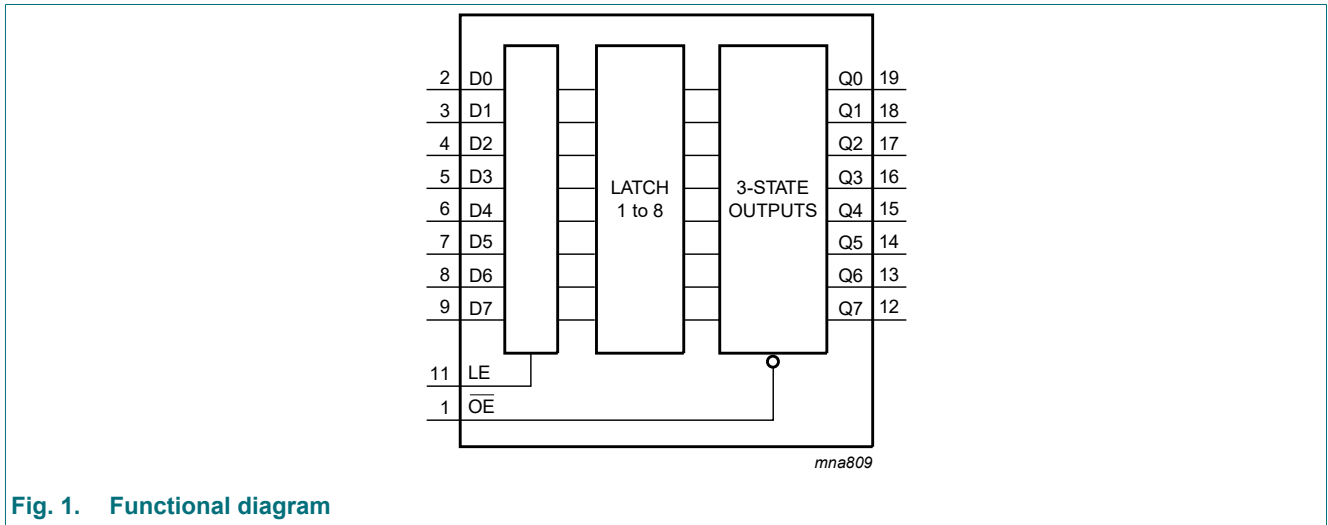 2 D0 Q0 19
3 D1 Q1 18
4 D2 Q2 17
5 D3 Q3 16
LATCH 3-STATE
1 to 8 OUTPUTS
6 D4 Q4 15
7 D5 Q5 14
8 D6 Q6 13
9 D7 Q7 12
11 LE
1 O̅E̅
mna809
Fig. 1. Functional diagram